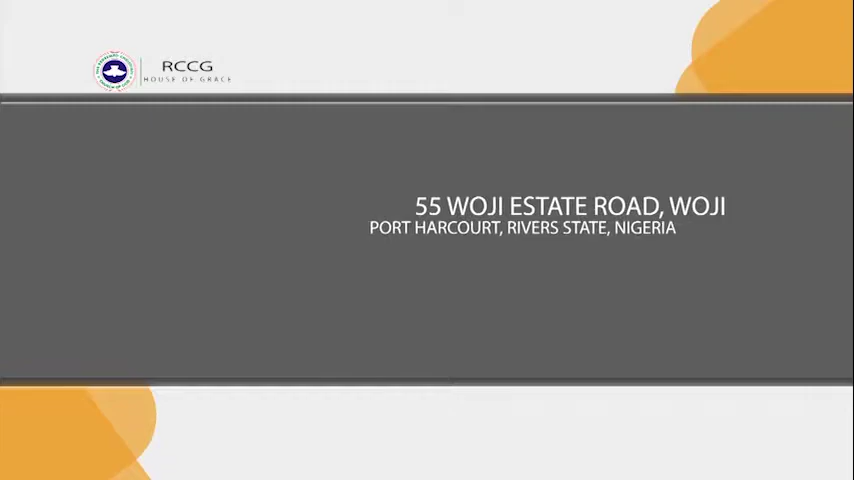 RCCG
HOUSE OF GRACE
55 WOJI ESTATE ROAD, WOJI
PORT HARCOURT, RIVERS STATE, NIGERIA